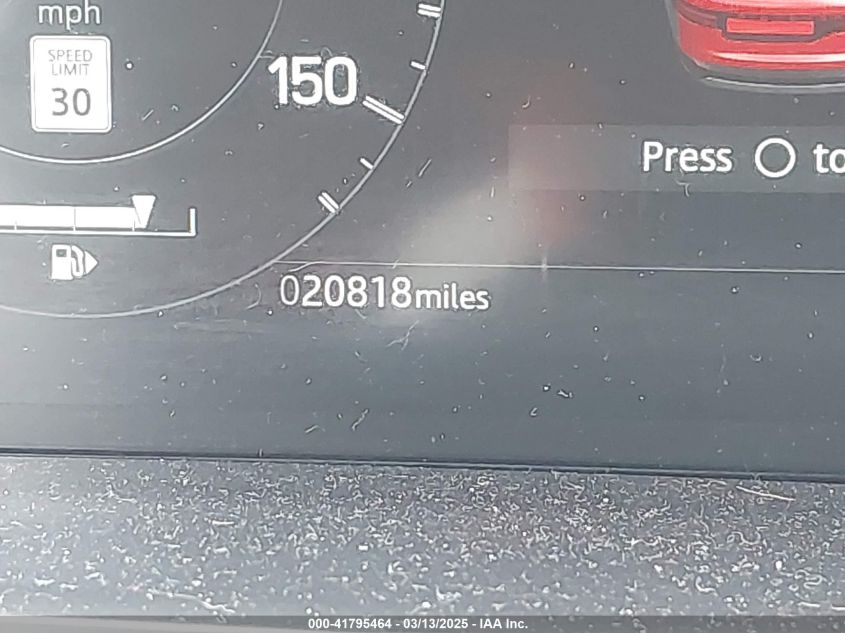 mph
SPEED
LIMIT
30
150
Press O to
020818miles
000-41795464 - 03/13/2025 - IAA Inc.